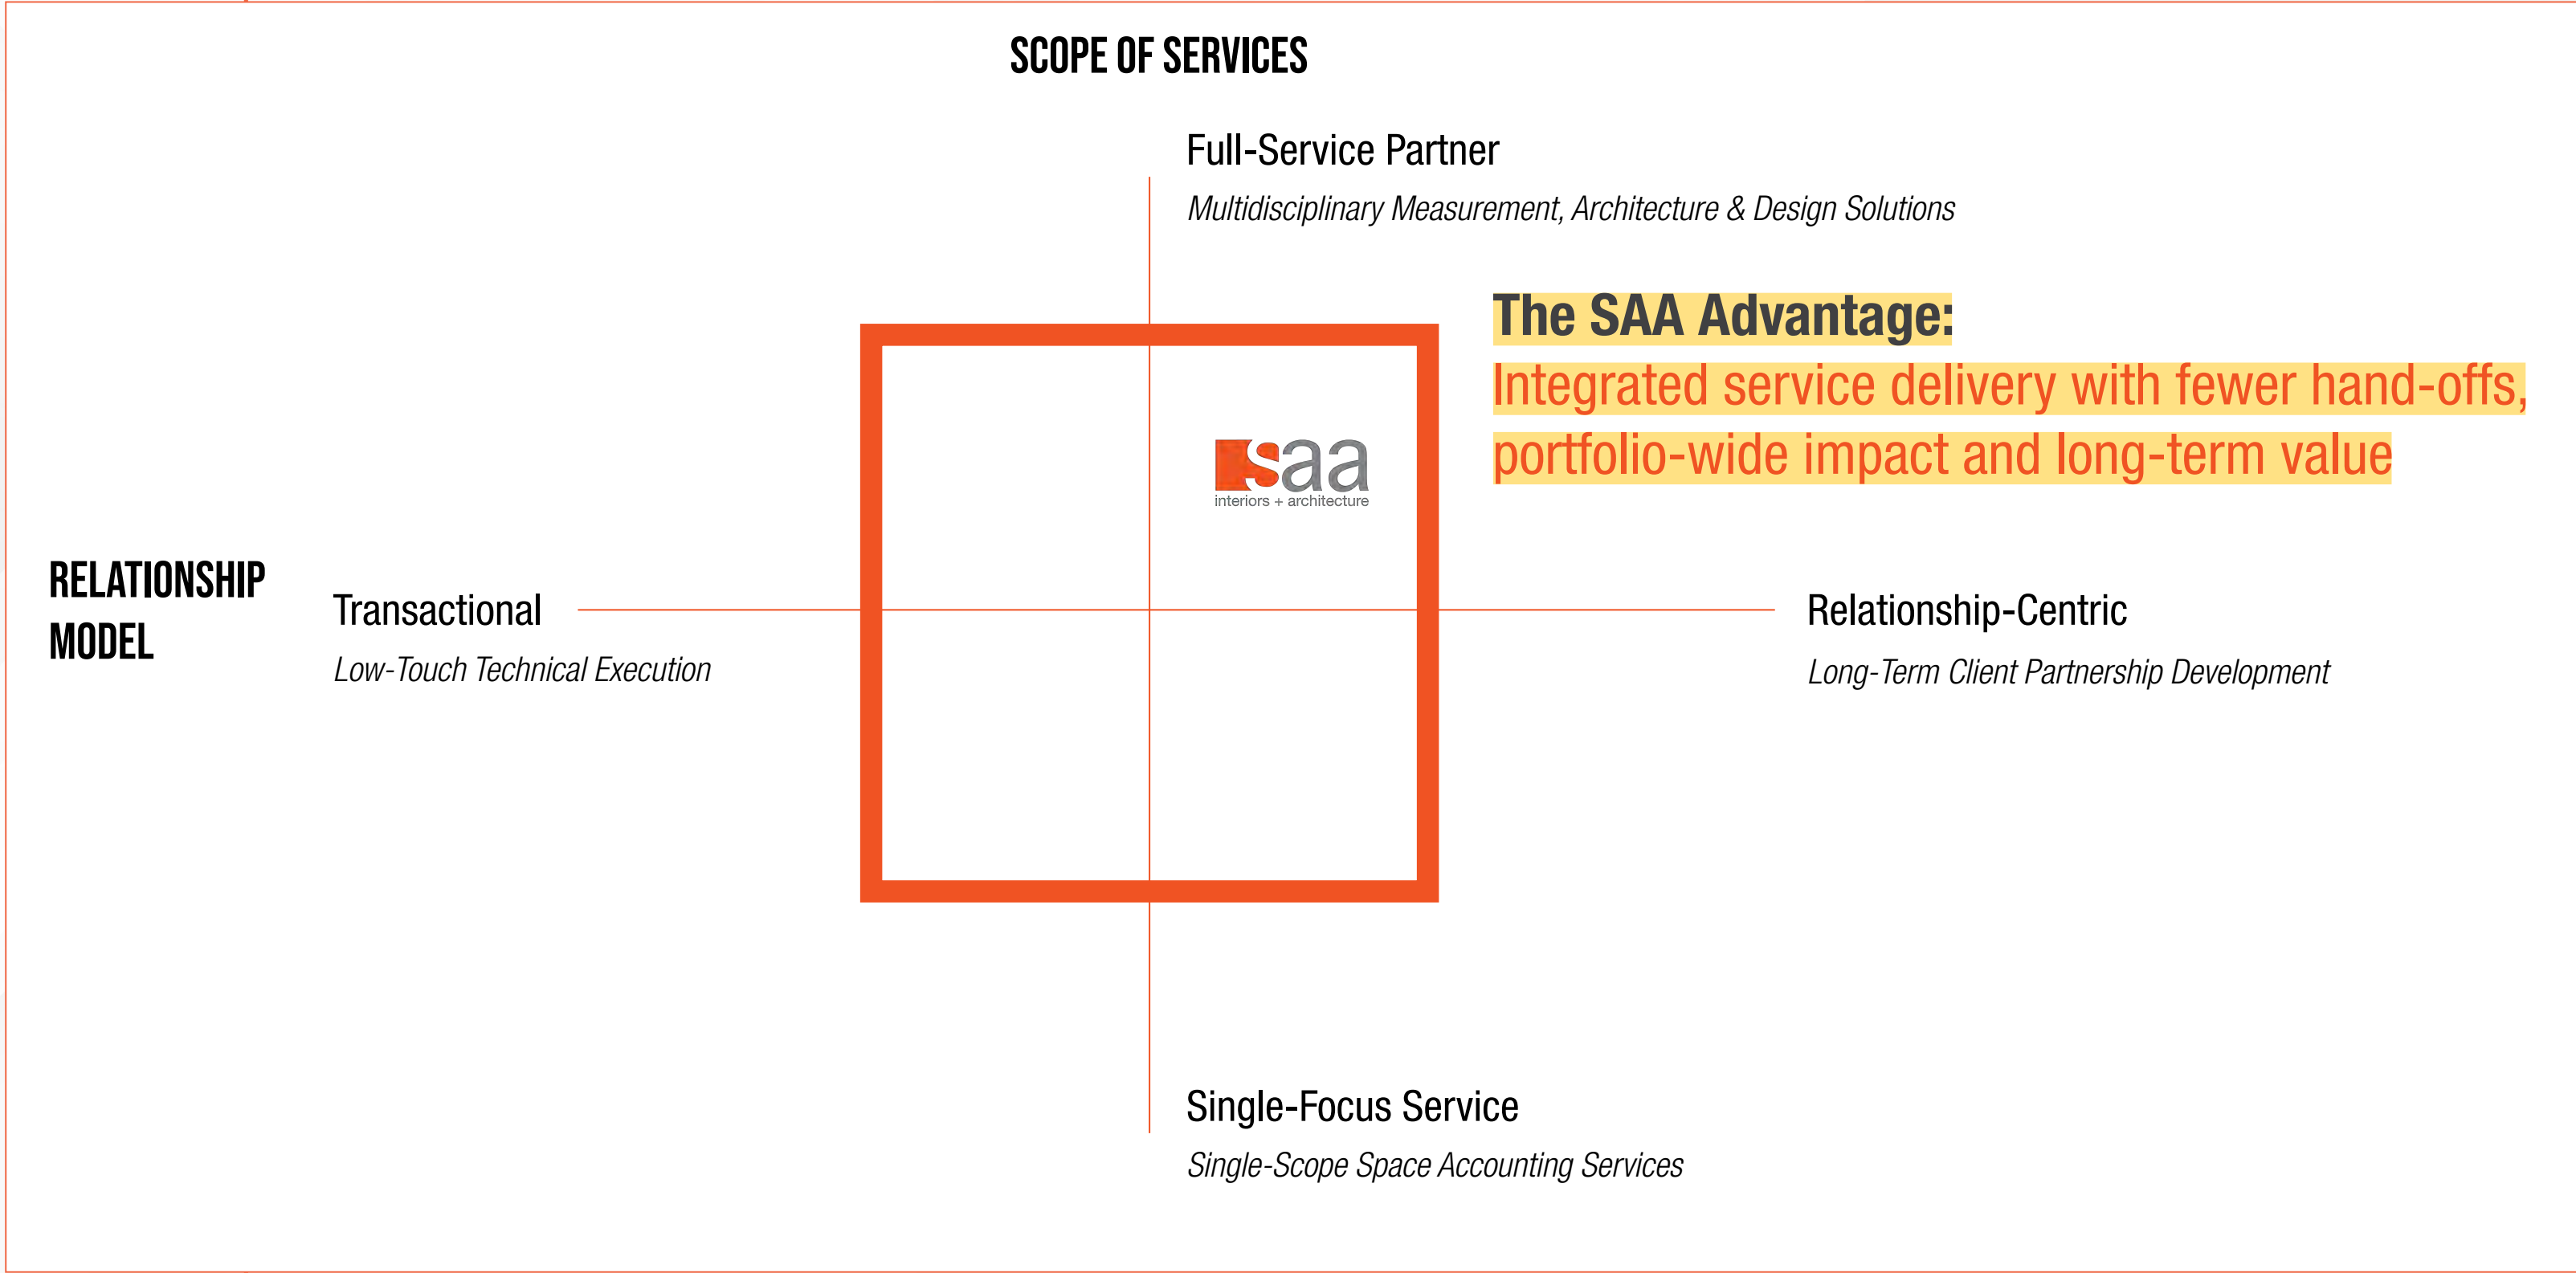 SCOPE OF SERVICES
Full-Service Partner
Multidisciplinary Measurement, Architecture & Design Solutions
The SAA Advantage:
Integrated service delivery with fewer hand-offs,
portfolio-wide impact and long-term value
saa
interiors + architecture
RELATIONSHIP
MODEL
Transactional
Low-Touch Technical Execution
Relationship-Centric
Long-Term Client Partnership Development
Single-Focus Service
Single-Scope Space Accounting Services